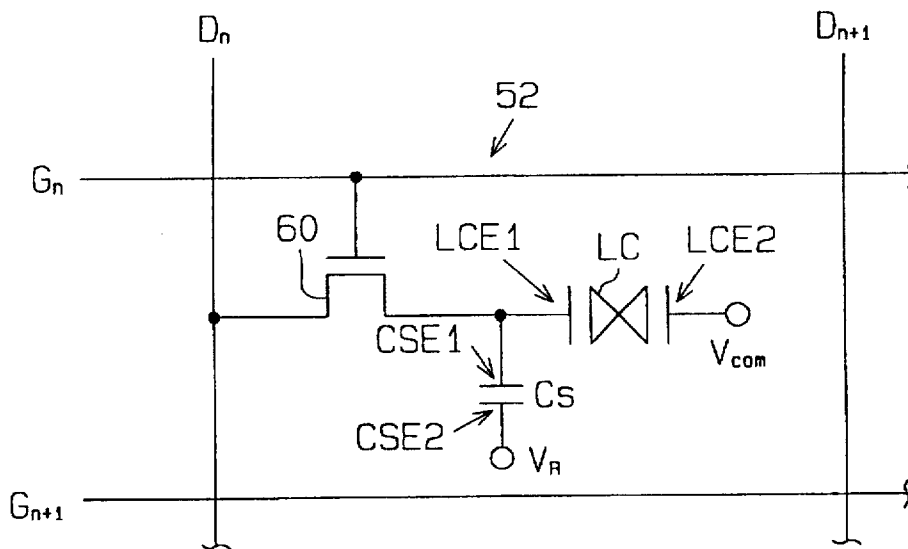 Dn
Dn+1
52
Gn
60
LCE1
LC
LCE2
CSE1
Vcom
Cs
CSE2
VR
Gn+1